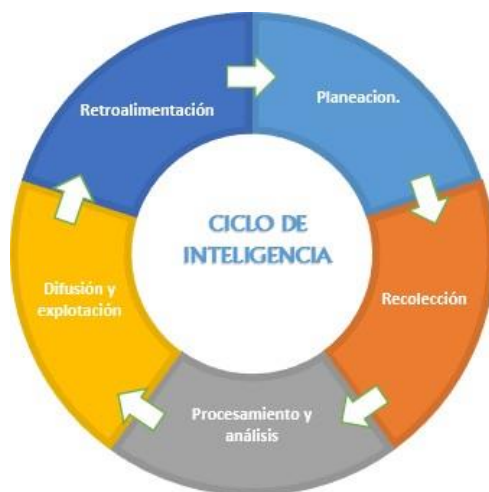 CICLO DE
INTELIGENCIA
Planeacion.
Recolección
Procesamiento y
análisis
Difusión y
explotación
Retroalimentación